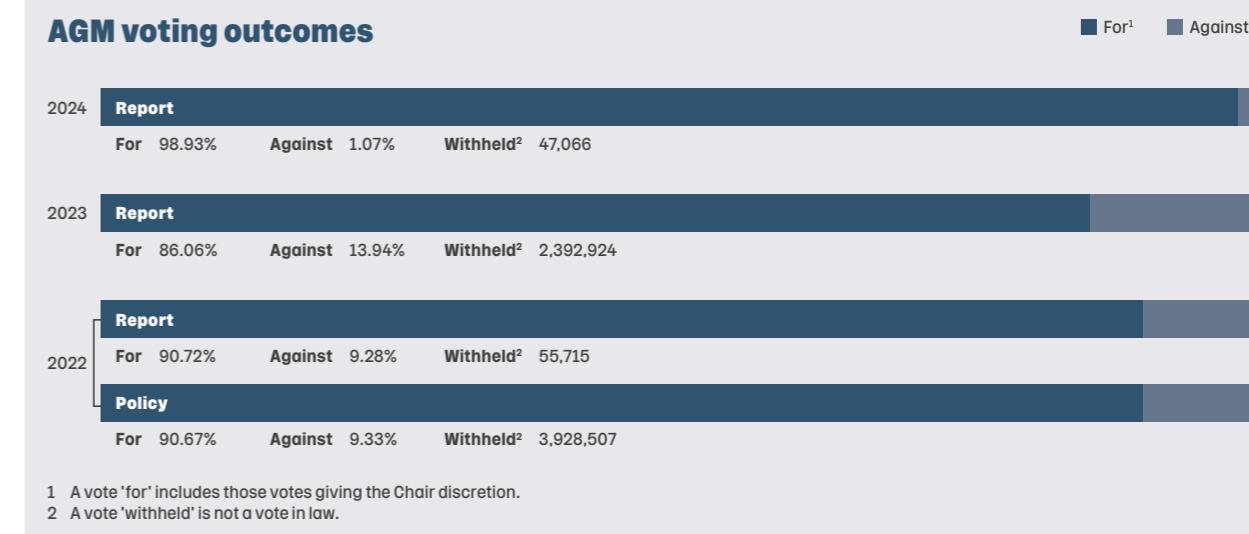 AGM voting outcomes
For¹ Against
2024 Report
For 98.93% Against 1.07% Withheld² 47,066
2023 Report
For 86.06% Against 13.94% Withheld² 2,392,924
2022
Report
For 90.72% Against 9.28% Withheld² 55,715
Policy
For 90.67% Against 9.33% Withheld² 3,928,507
1 A vote 'for' includes those votes giving the Chair discretion.
2 A vote 'withheld' is not a vote in law.